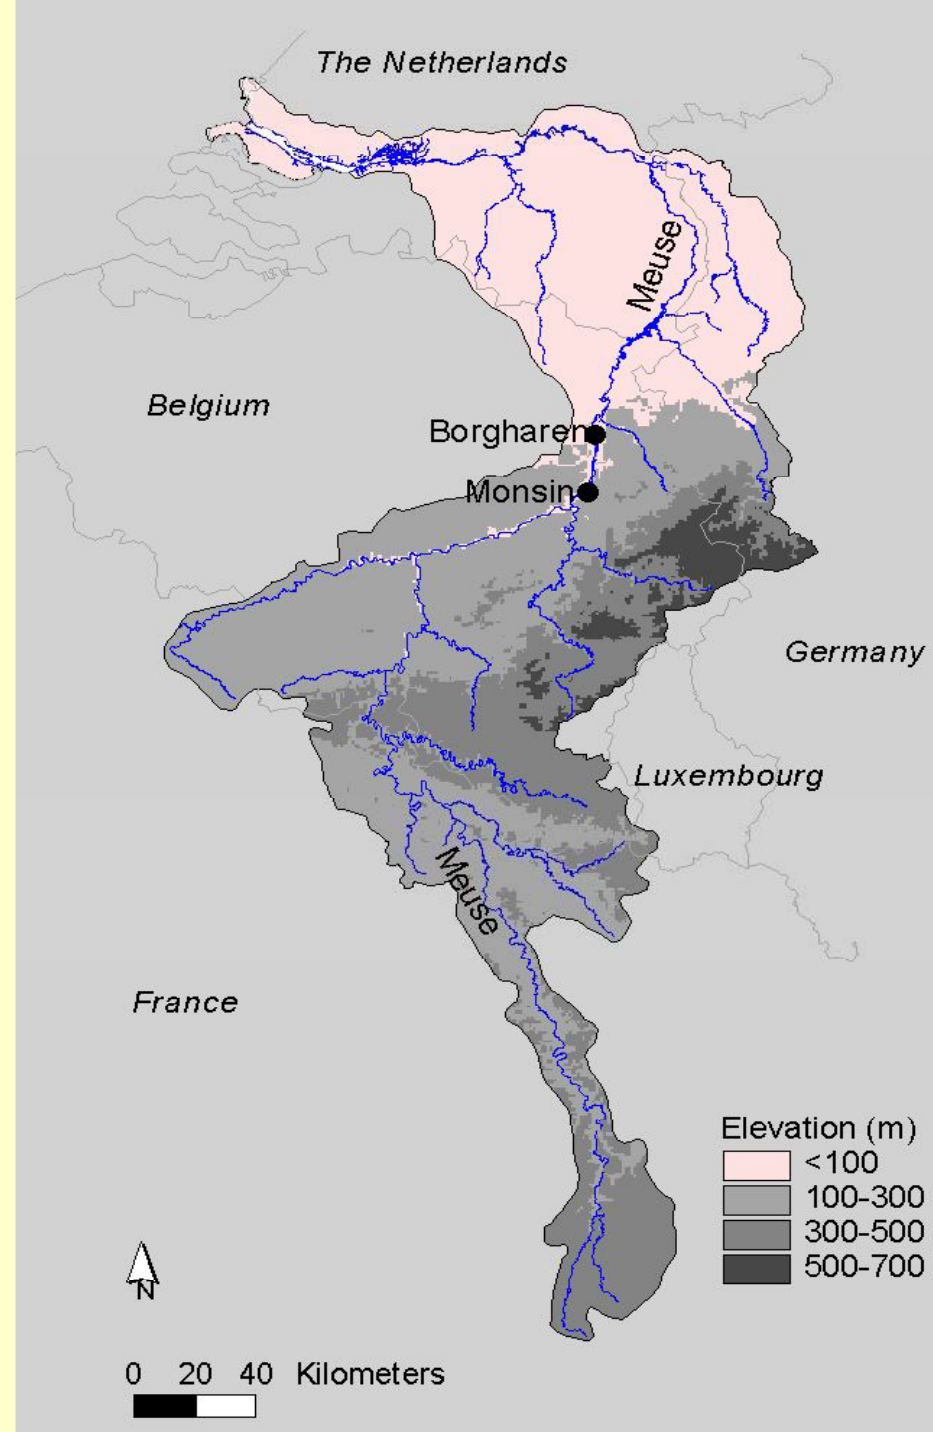 The Netherlands
Meuse
Belgium
Borgharen
Monsin
Germany
Luxembourg
Meuse
France
Elevation (m)
<100
100-300
300-500
500-700
N
0 20 40 Kilometers